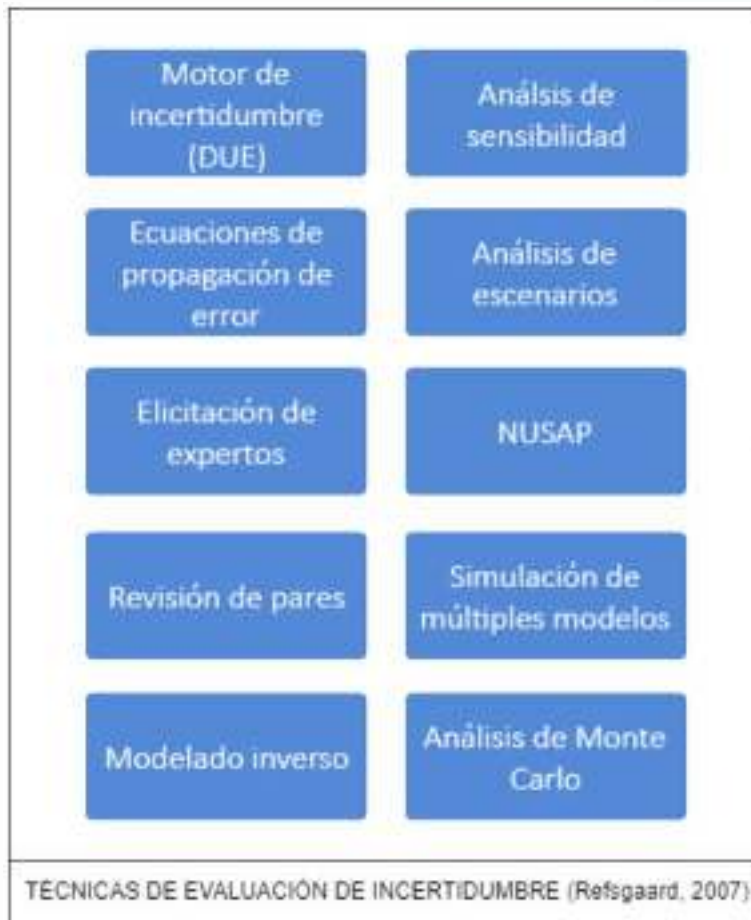 Motor de
incertidumbre
(DUE)
Análsis de
sensibilidad
Ecuaciones de
propagación de
error
Análisis de
escenarios
Elicitación de
expertos
NUSAP
Revisión de pares
Simulación de
múltiples modelos
Modelado inverso
Análisis de Monte
Carlo
TÉCNICAS DE EVALUACIÓN DE INCERTIDUMBRE (Refsgaard, 2007)